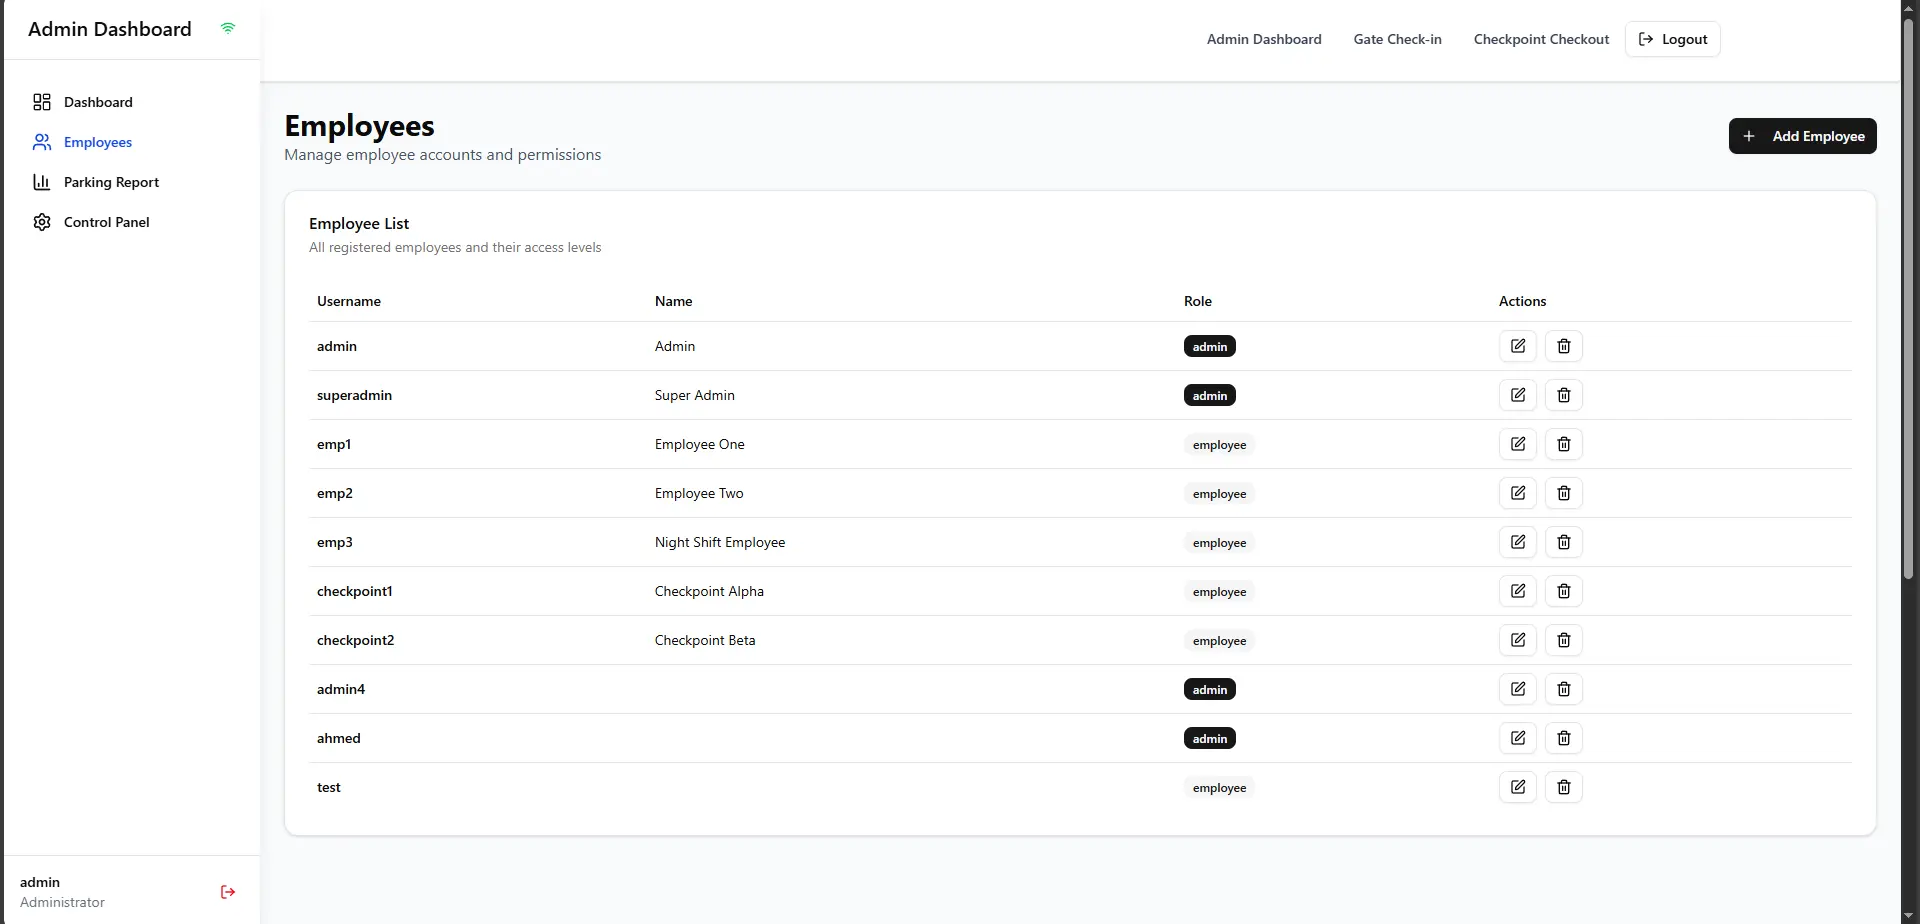 Admin Dashboard
Dashboard
Employees
Parking Report
Control Panel
admin
Administrator
Admin Dashboard Gate Check-in Checkpoint Checkout Logout
Employees
Manage employee accounts and permissions
Add Employee
Employee List
All registered employees and their access levels
Username Name Role Actions
admin Admin admin
superadmin Super Admin admin
emp1 Employee One employee
emp2 Employee Two employee
emp3 Night Shift Employee employee
checkpoint1 Checkpoint Alpha employee
checkpoint2 Checkpoint Beta employee
admin4 admin
ahmed admin
test employee